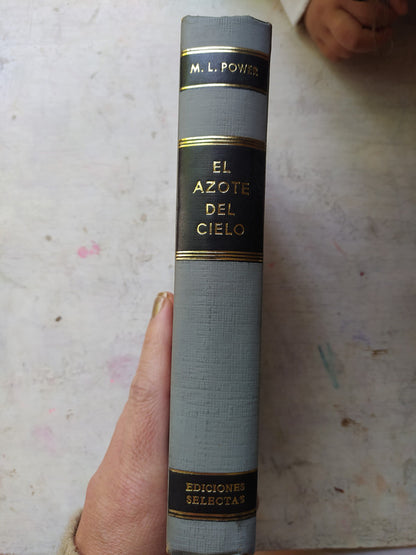 M. L. POWER
EL
AZOTE
DEL
CIELO
EDICIONES
SELECTAS